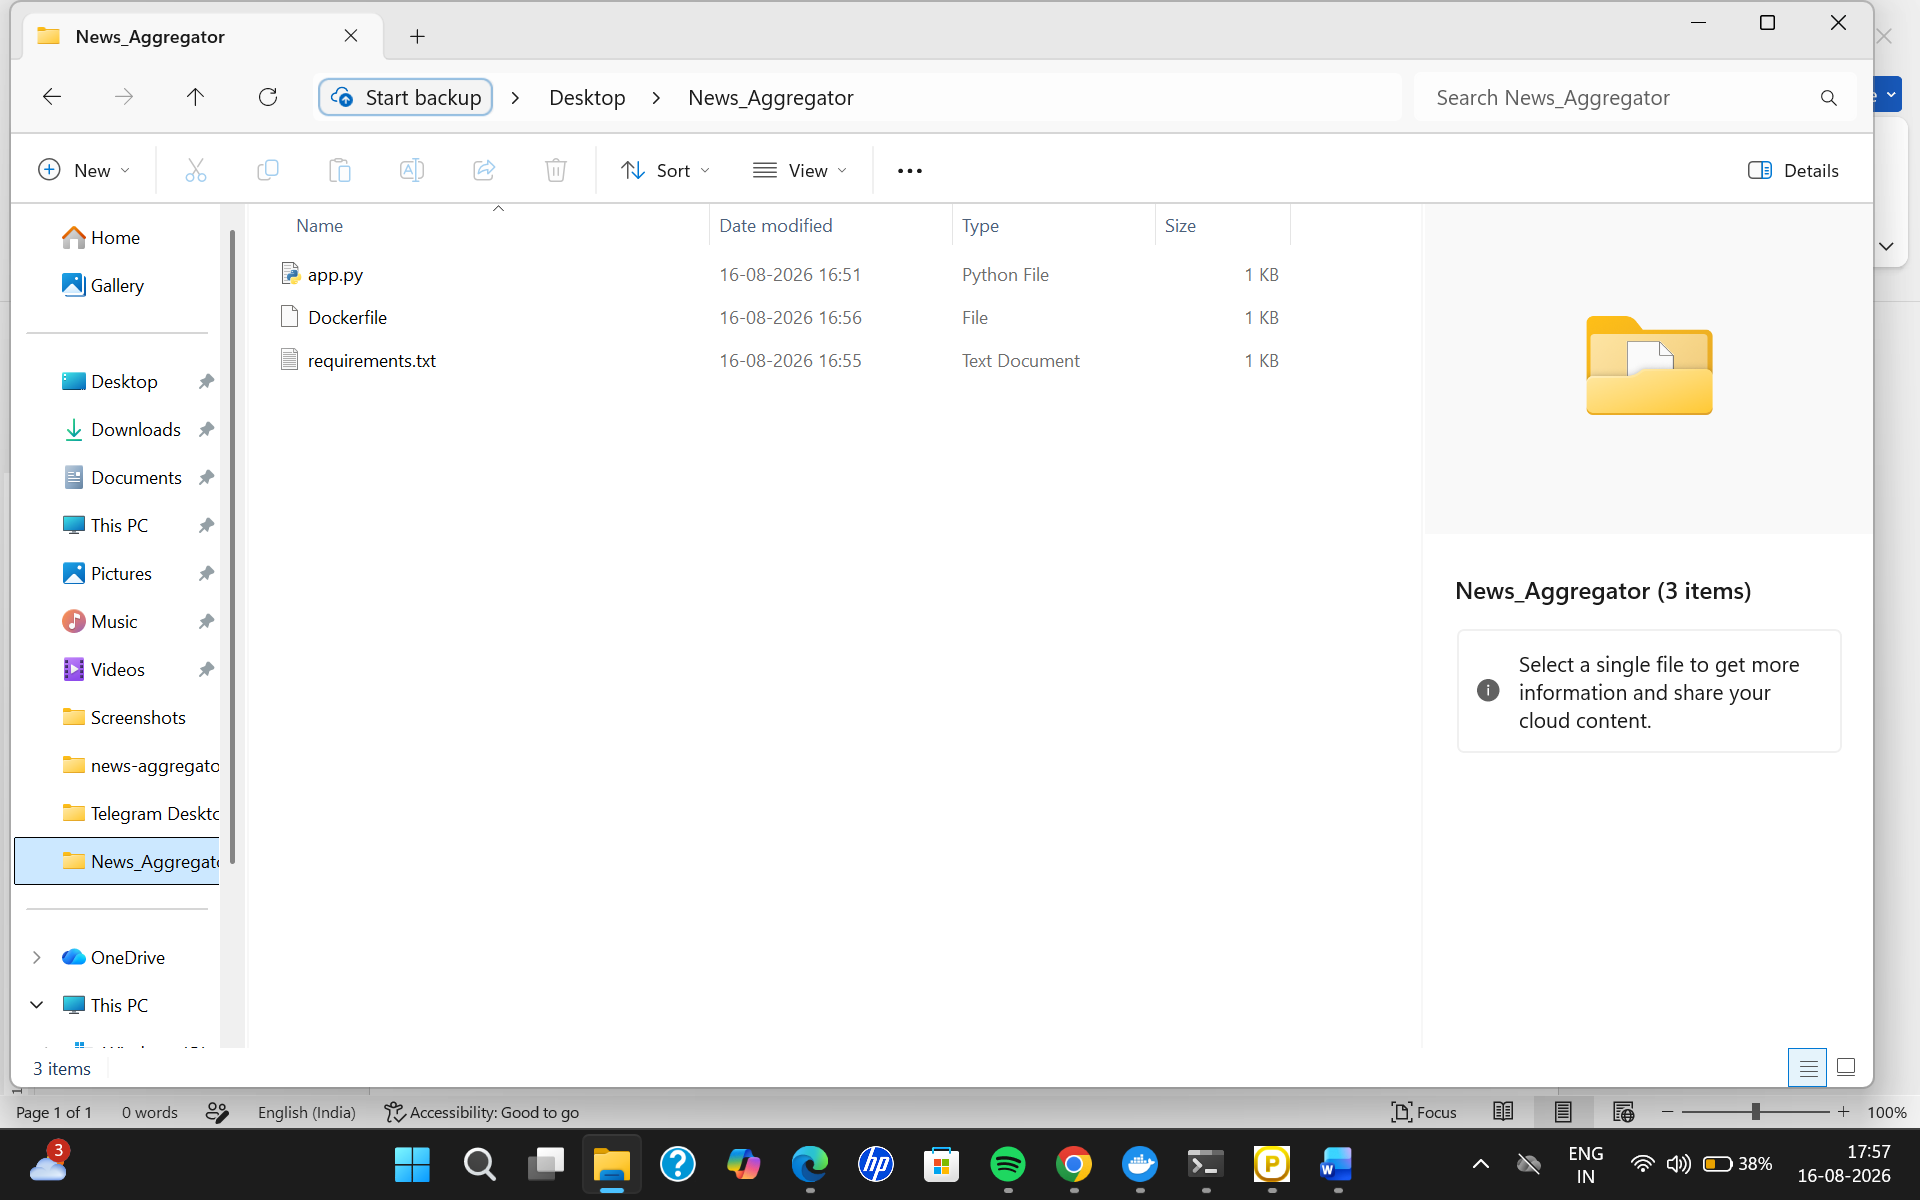 News_Aggregator
Start backup > Desktop > News_Aggregator
Search News_Aggregator
New
Sort
View
Details
Home
Gallery
Desktop
Downloads
Documents
This PC
Pictures
Music
Videos
Screenshots
news-aggregato
Telegram Deskto
News_Aggregato
OneDrive
This PC
Name Date modified Type Size
app.py 16-08-2026 16:51 Python File 1 KB
Dockerfile 16-08-2026 16:56 File 1 KB
requirements.txt 16-08-2026 16:55 Text Document 1 KB
News_Aggregator (3 items)
Select a single file to get more
information and share your
cloud content.
3 items
Page 1 of 1 0 words English (India) Accessibility: Good to go Focus 100%
3
hp
P
W
ENG
IN
38%
17:57
16-08-2026